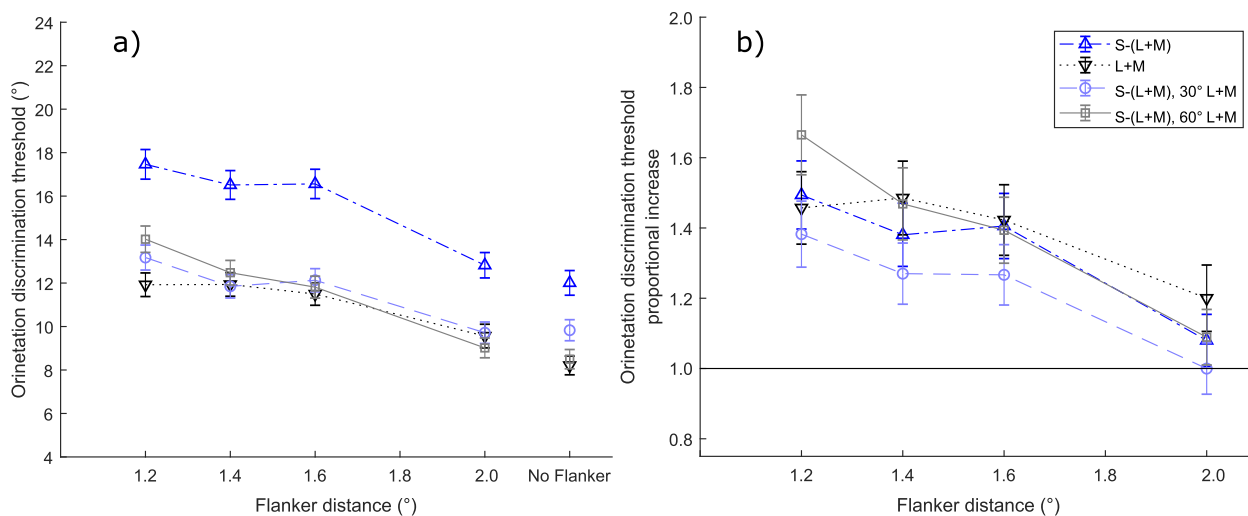 a)
24
22
20
18
16
14
12
10
8
6
4
Orinetation discrimination threshold (°)
1.2 1.4 1.6 1.8 2.0 No Flanker
Flanker distance (°)
b)
2.0
1.8
1.6
1.4
1.2
1.0
0.8
Orinetation discrimination threshold
proportional increase
1.2 1.4 1.6 1.8 2.0
Flanker distance (°)
S-(L+M)
L+M
S-(L+M), 30° L+M
S-(L+M), 60° L+M